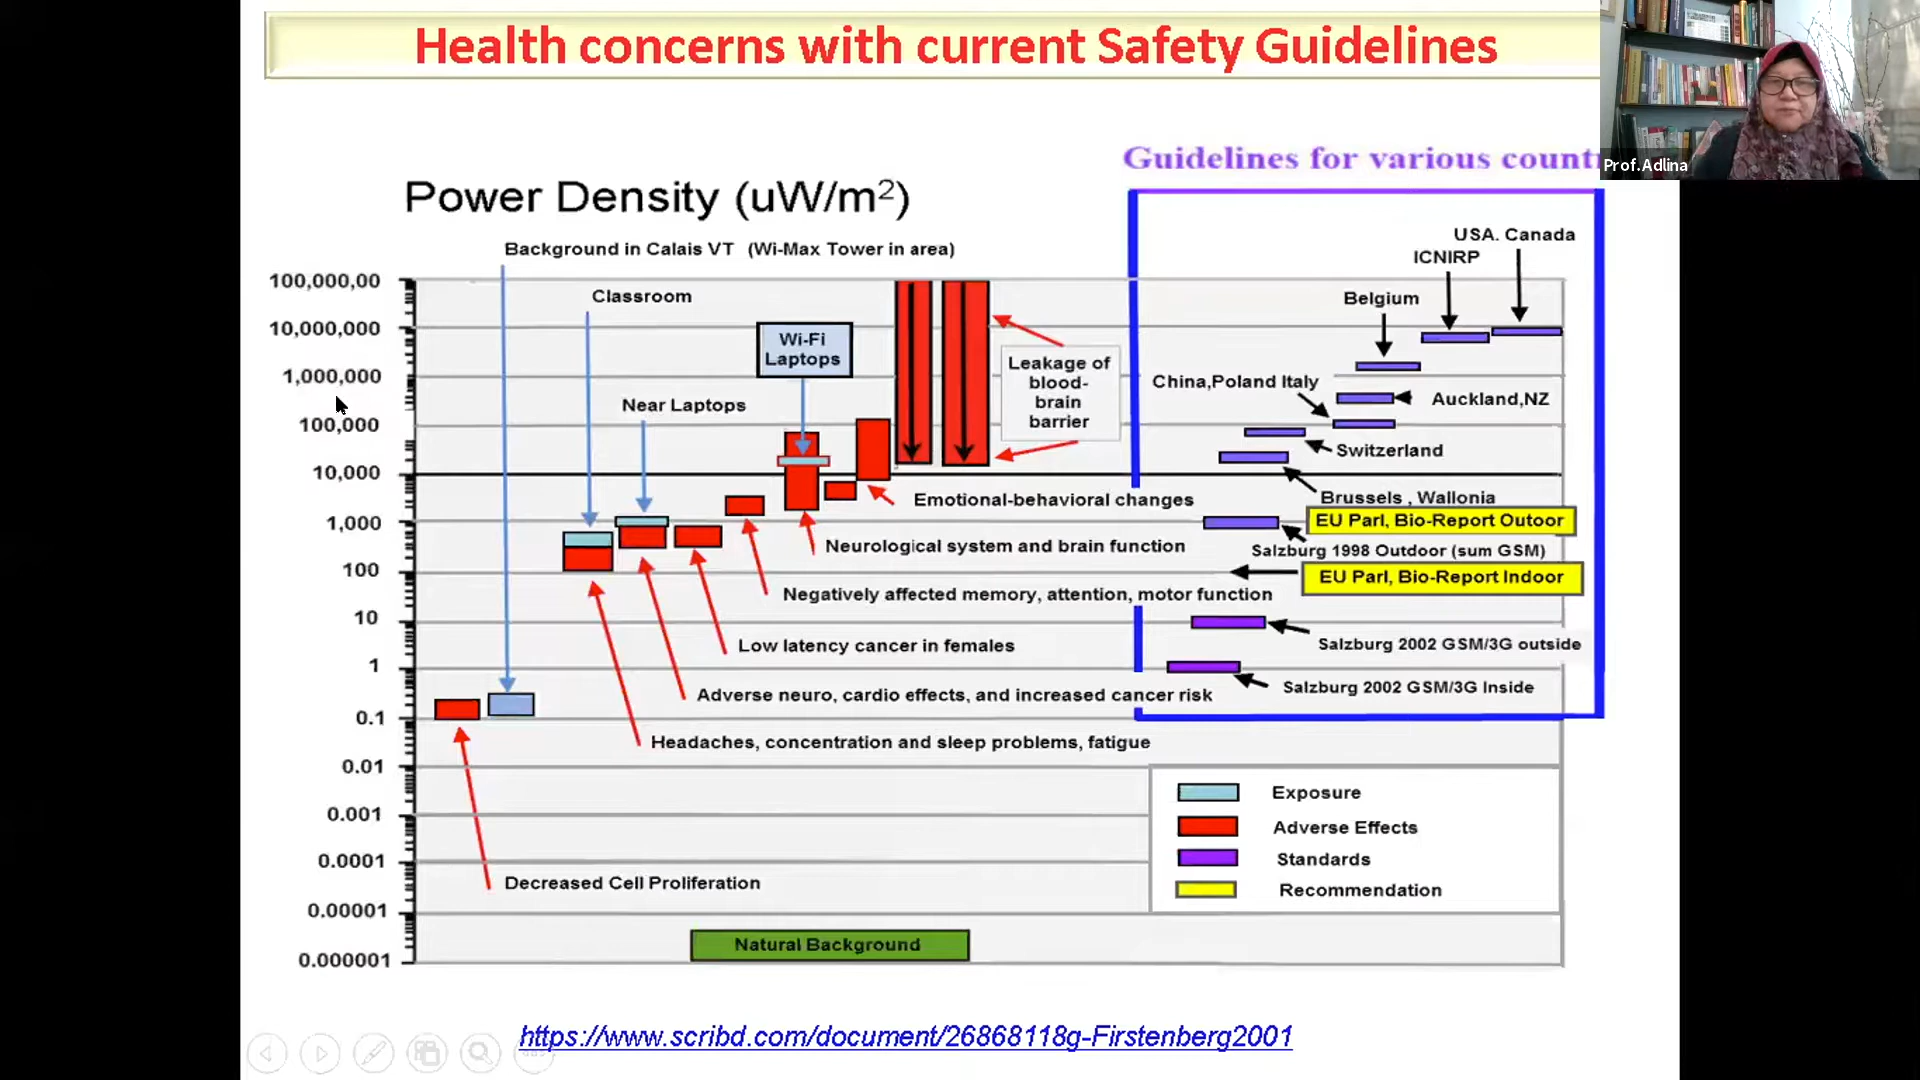 Health concerns with current Safety Guidelines
Prof.Adlina
Guidelines for various count
Power Density (uW/m²)
Background in Calais VT (Wi-Max Tower in area)
USA. Canada
ICNIRP
Belgium
100,000,00
Classroom
10,000,000
Wi-Fi
Laptops
Leakage of
blood-
brain
barrier
1,000,000
China,Poland Italy
Auckland,NZ
Near Laptops
100,000
Switzerland
10,000
Emotional-behavioral changes
Brussels , Wallonia
1,000
EU Parl, Bio-Report Outoor
Neurological system and brain function
Salzburg 1998 Outdoor (sum GSM)
100
EU Parl, Bio-Report Indoor
Negatively affected memory, attention, motor function
10
Low latency cancer in females
Salzburg 2002 GSM/3G outside
1
Adverse neuro, cardio effects, and increased cancer risk
Salzburg 2002 GSM/3G Inside
0.1
Headaches, concentration and sleep problems, fatigue
0.01
Exposure
0.001
Adverse Effects
0.0001
Standards
Decreased Cell Proliferation
Recommendation
0.00001
Natural Background
0.000001
https://www.scribd.com/document/26868118g-Firstenberg2001